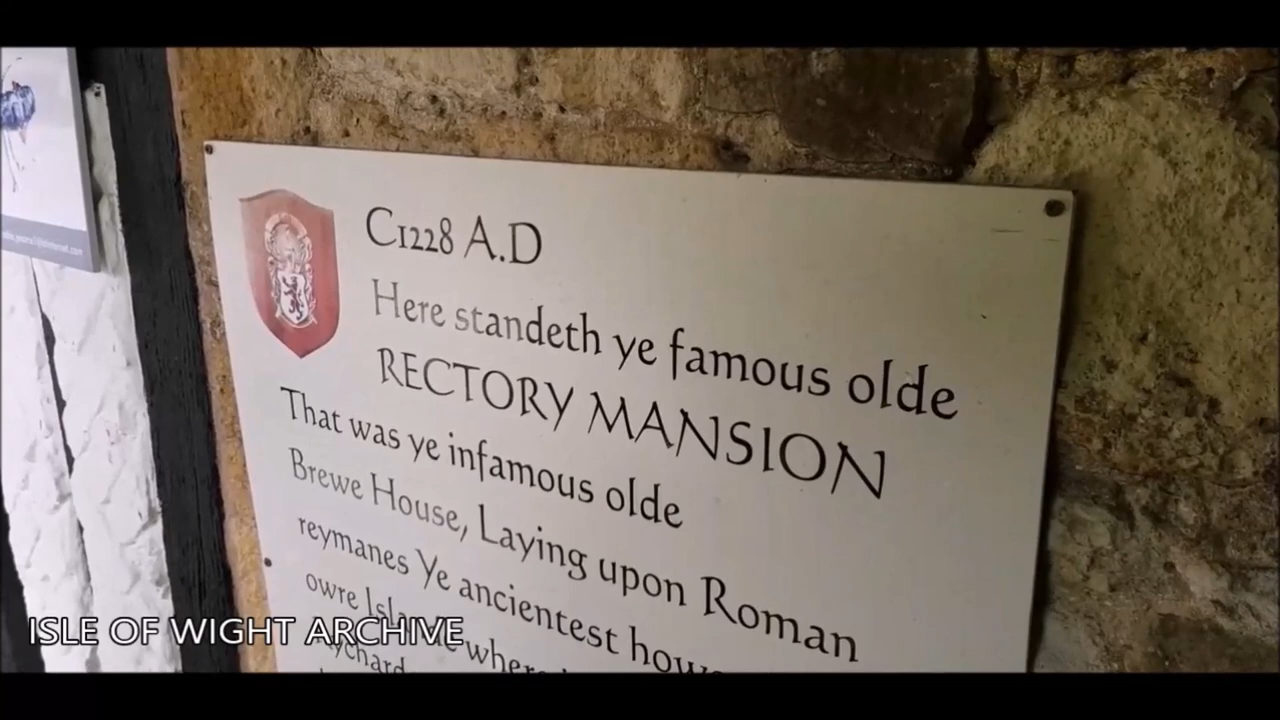 C1228 A.D
Here standeth ye famous olde
RECTORY MANSION
That was ye infamous olde
Brewe House, Laying upon Roman
reymanes Ye ancientest
owre
ISLE OF WIGHT ARCHIVE